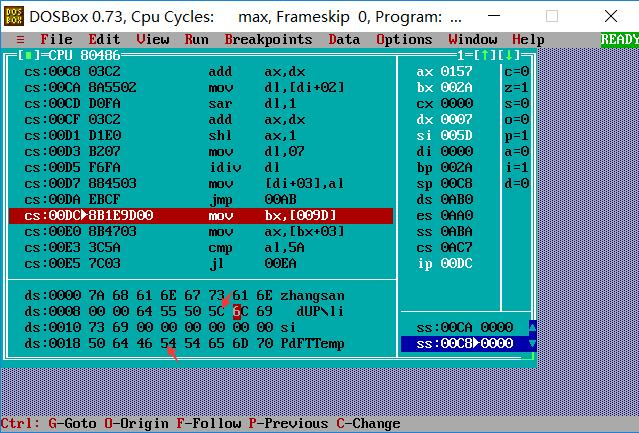 DOSBox 0.73, Cpu Cycles: max, Frameskip 0, Program: ...
≡ File Edit View Run Breakpoints Data Options Window Help READY
[■]=CPU 80486 1=[↑][↓]
cs:00C8 03C2 add ax,dx
cs:00CA 8A5502 mov dl,[di+02]
cs:00CD D0FA sar dl,1
cs:00CF 03C2 add ax,dx
cs:00D1 D1E0 shl ax,1
cs:00D3 B207 mov dl,07
cs:00D5 F6FA idiv dl
cs:00D7 884503 mov [di+03],al
cs:00DA EBCF jmp 00AB
cs:00DC►8B1E9D00 mov bx,[009D]
cs:00E0 8B4703 mov ax,[bx+03]
cs:00E3 3C5A cmp al,5A
cs:00E5 7C03 jl 00EA
ax 0157 c=0
bx 002A z=1
cx 0000 s=0
dx 0007 o=0
si 005D p=1
di 0000 a=0
bp 002A i=1
sp 00C8 d=0
ds 0AB0
es 0AA0
ss 0ABA
cs 0AC7
ip 00DC
ds:0000 7A 68 61 6E 67 73 61 6E zhangsan
ds:0008 00 00 64 55 50 5C 6C 69 dUP\li
ds:0010 73 69 00 00 00 00 00 00 si
ds:0018 50 64 46 54 54 65 6D 70 PdFTTemp
ss:00CA 0000
ss:00C8►0000
Ctrl: G-Goto O-Origin F-Follow P-Previous C-Change